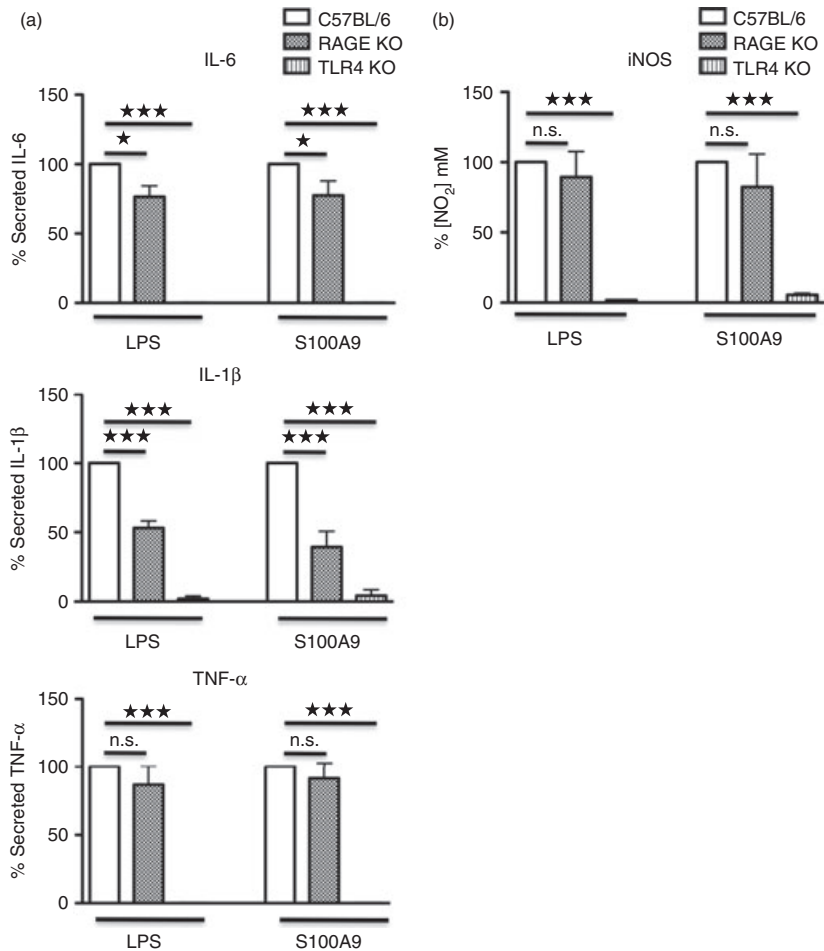 (a)
C57BL/6
RAGE KO
TLR4 KO
IL-6
150
100
50
0
% Secreted IL-6
★★★
★
★★★
★
LPS
S100A9
IL-1β
150
100
50
0
% Secreted IL-1β
★★★
★★★
★★★
★★★
LPS
S100A9
TNF-α
150
100
50
0
% Secreted TNF-α
★★★
n.s.
★★★
n.s.
LPS
S100A9
(b)
C57BL/6
RAGE KO
TLR4 KO
iNOS
150
100
50
0
% [NO₂] mM
★★★
n.s.
★★★
n.s.
LPS
S100A9